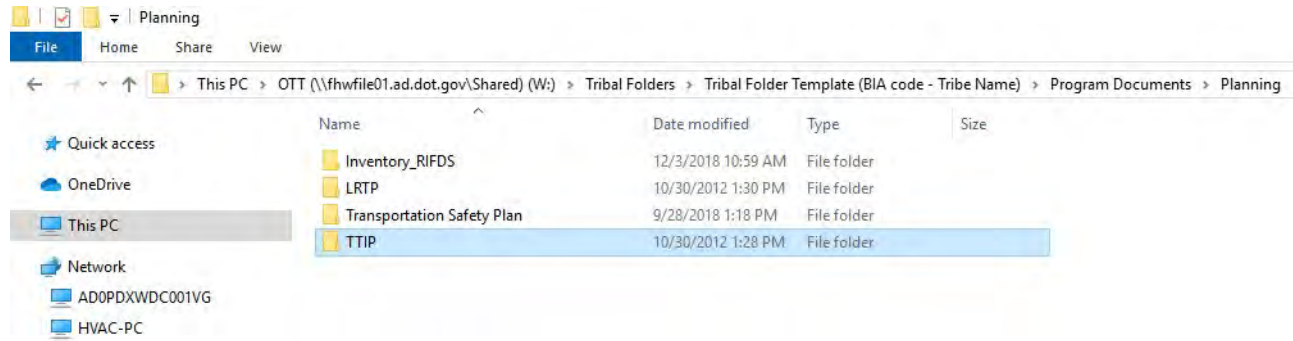 Planning
File Home Share View
This PC > OTT (\\fhwfile01.ad.dot.gov\Shared) (W:) > Tribal Folders > Tribal Folder Template (BIA code - Tribe Name) > Program Documents > Planning
Name Date modified Type Size
Quick access
OneDrive
This PC
Network
AD0PDXWDC001VG
HVAC-PC
Inventory_RIFDS 12/3/2018 10:59 AM File folder
LRTP 10/30/2012 1:30 PM File folder
Transportation Safety Plan 9/28/2018 1:18 PM File folder
TTIP 10/30/2012 1:28 PM File folder